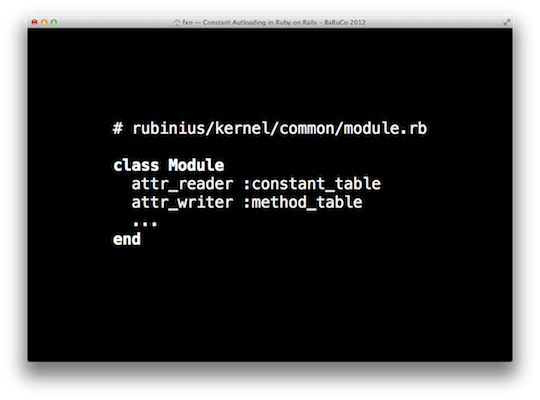 fxn — Constant Autloading in Ruby on Rails – BaRuCo 2012
# rubinius/kernel/common/module.rb
class Module
  attr_reader :constant_table
  attr_writer :method_table
  ...
end